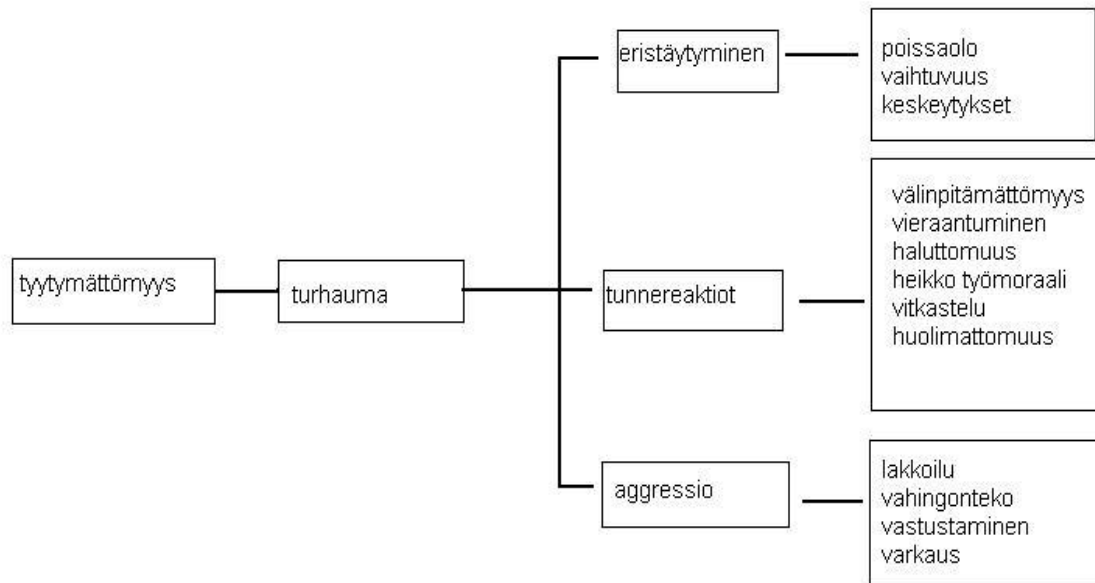 tyytymättömyys
turhauma
eristäytyminen
poissaolo
vaihtuvuus
keskeytykset
tunnereaktiot
välinpitämättömyys
vieraantuminen
haluttomuus
heikko työmoraali
vitkastelu
huolimattomuus
aggressio
lakkoilu
vahingonteko
vastustaminen
varkaus